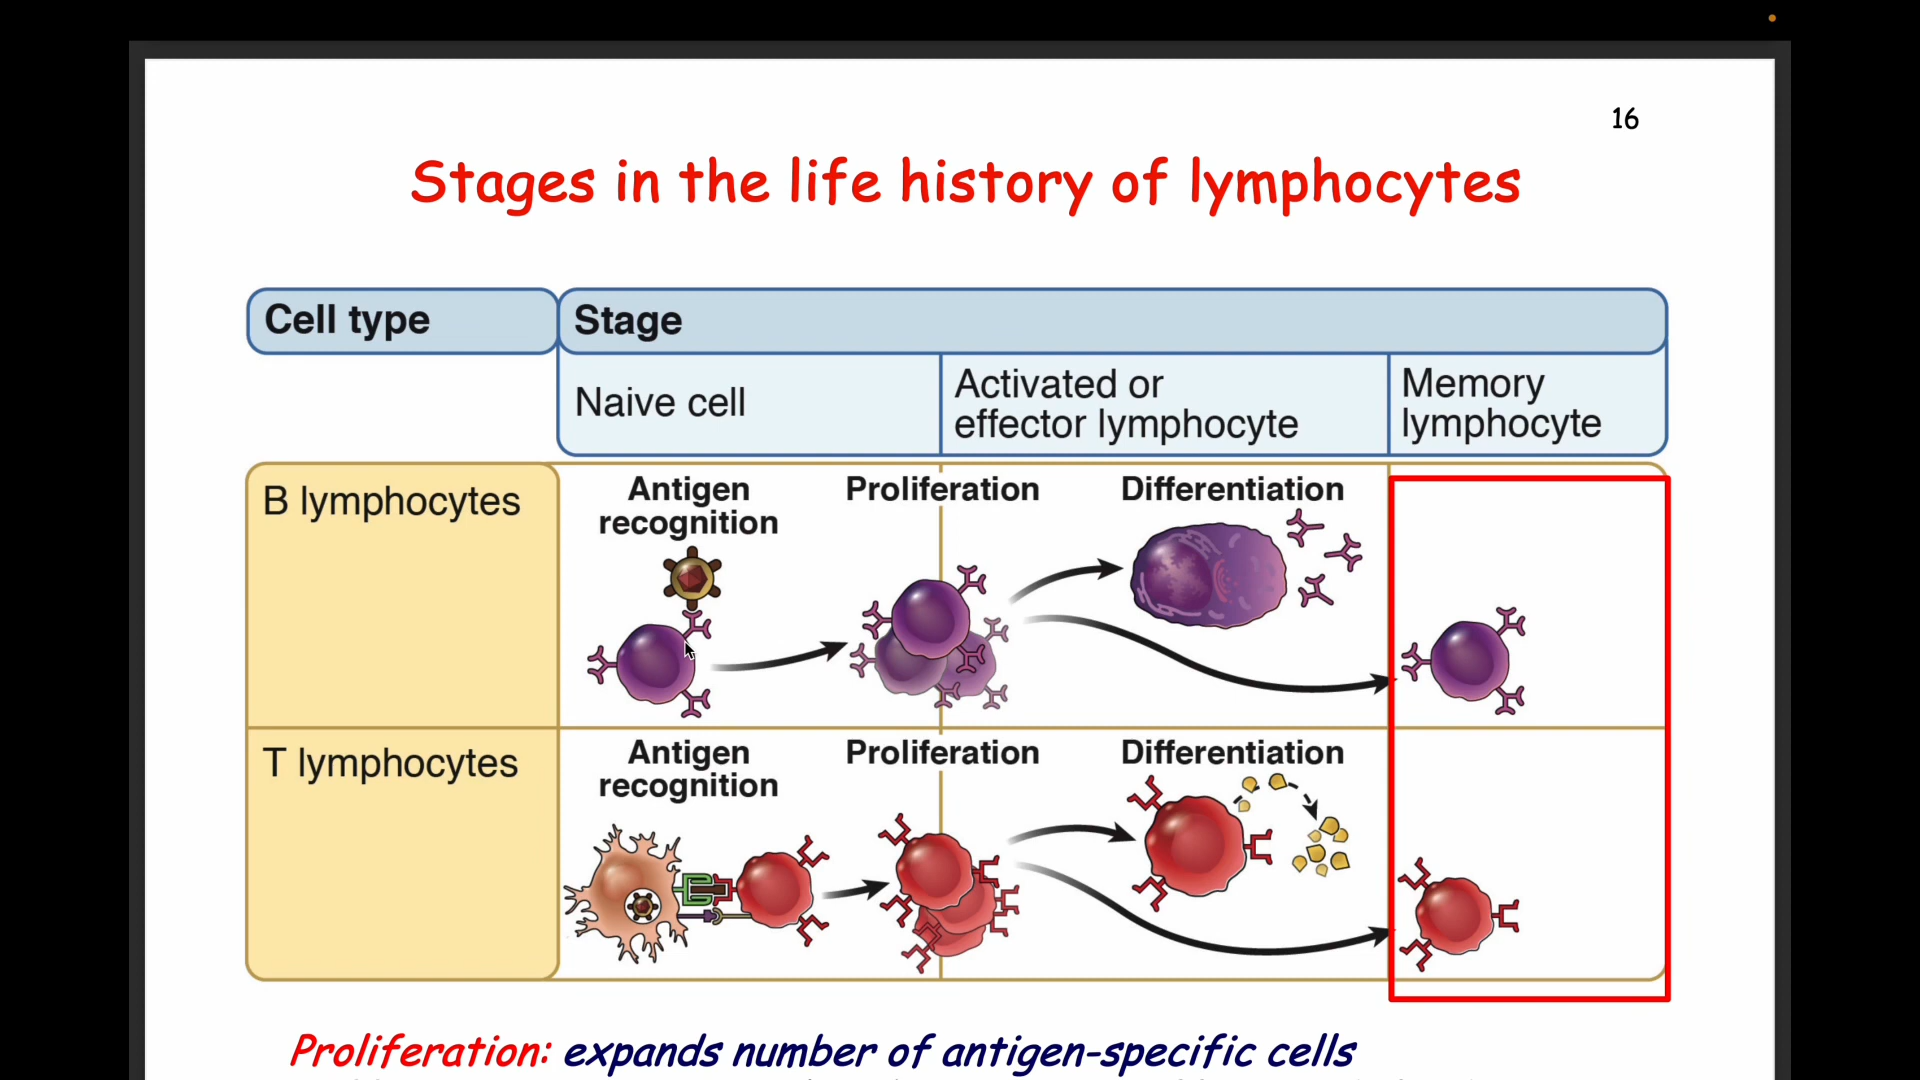 16
Stages in the life history of lymphocytes
Cell type
Stage
Naive cell
Activated or
effector lymphocyte
Memory
lymphocyte
B lymphocytes
Antigen
recognition
Proliferation
Differentiation
T lymphocytes
Antigen
recognition
Proliferation
Differentiation
Proliferation: expands number of antigen-specific cells